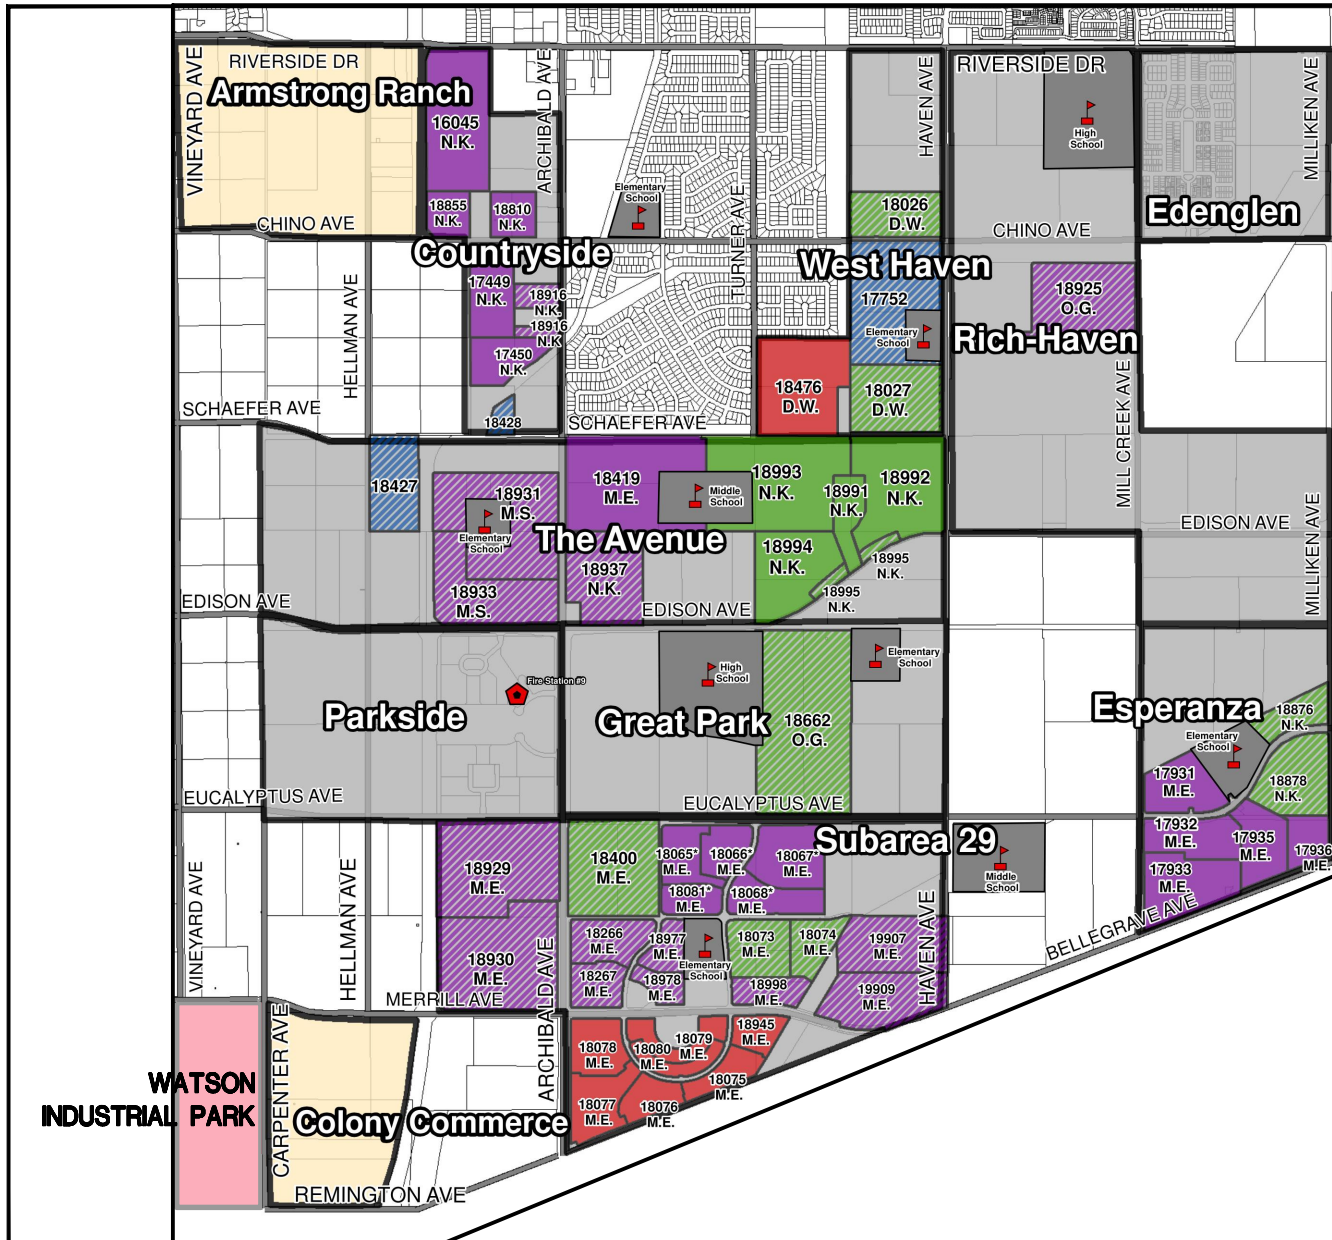 VINEYARD AVE
RIVERSIDE DR
Armstrong Ranch
CHINO AVE
16045
N.K.
18855
N.K.
18810
N.K.
ARCHIBALD AVE
Countryside
17449
N.K.
18916
N.K.
18916
N.K
17450
N.K.
18428
HELLMAN AVE
SCHAEFER AVE
Elementary
School
TURNER AVE
SCHAEFER AVE
HAVEN AVE
18026
D.W.
West Haven
17752
Elementary
School
18476
D.W.
18027
D.W.
RIVERSIDE DR
High
School
CHINO AVE
18925
O.G.
Rich-Haven
MILL CREEK AVE
MILLIKEN AVE
Edenglen
EDISON AVE
MILLIKEN AVE
18427
18931
M.S.
Elementary
School
18933
M.S.
The Avenue
18419
M.E.
Middle
School
18993
N.K.
18991
N.K.
18992
N.K.
18994
N.K.
18995
N.K.
18995
N.K.
18937
N.K.
EDISON AVE
EDISON AVE
Fire Station #9
Parkside
EUCALYPTUS AVE
High
School
Elementary
School
Great Park
18662
O.G.
EUCALYPTUS AVE
Esperanza
18876
N.K.
Elementary
School
17931
M.E.
18878
N.K.
17932
M.E.
17935
M.E.
17936
M.E.
17933
M.E.
BELLEGRAVE AVE
Subarea 29
Middle
School
18929
M.E.
18400
M.E.
18065*
M.E.
18066*
M.E.
18067*
M.E.
18081*
M.E.
18068*
M.E.
18930
M.E.
18266
M.E.
18977
M.E.
Elementary
School
18073
M.E.
18074
M.E.
19907
M.E.
18267
M.E.
18978
M.E.
18998
M.E.
19909
M.E.
HAVEN AVE
VINEYARD AVE
HELLMAN AVE
MERRILL AVE
ARCHIBALD AVE
18078
M.E.
18080
M.E.
18079
M.E.
18945
M.E.
18077
M.E.
18076
M.E.
18075
M.E.
WATSON
INDUSTRIAL PARK
CARPENTER AVE
Colony Commerce
REMINGTON AVE